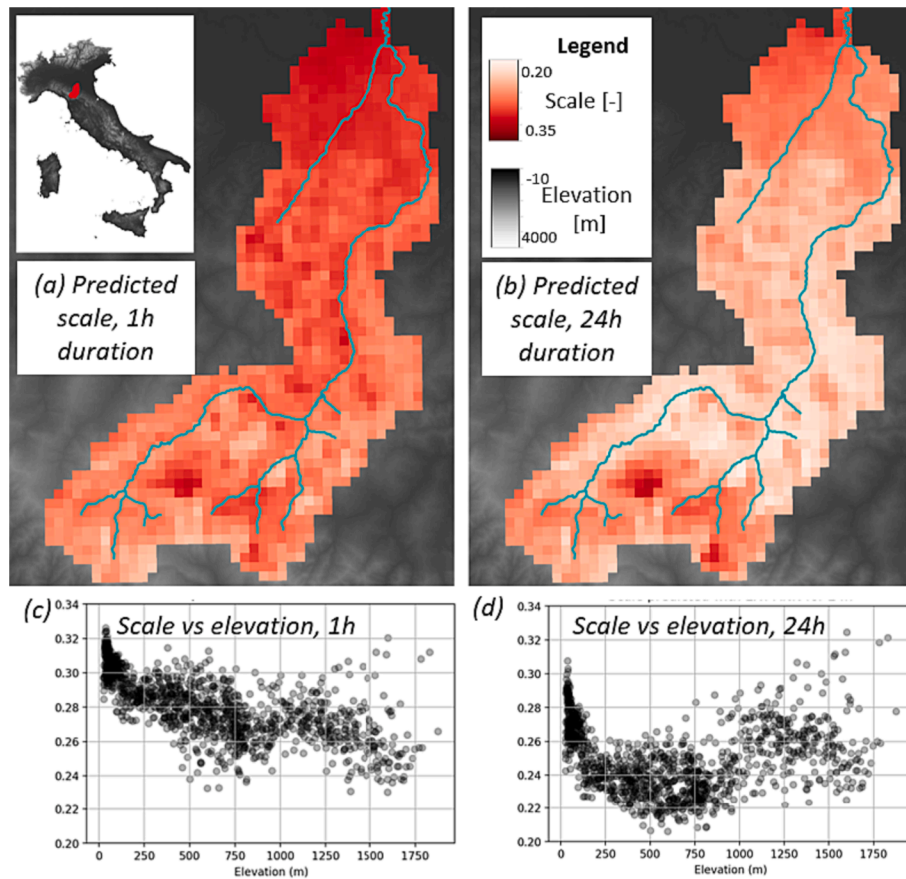 (a) Predicted
scale, 1h
duration
Legend
0.20
Scale [-]
0.35
-10
Elevation
[m]
4000
(b) Predicted
scale, 24h
duration
(c)
Scale vs elevation, 1h
0.34
0.32
0.30
0.28
0.26
0.24
0.22
0.20
0 250 500 750 1000 1250 1500 1750
Elevation (m)
(d)
Scale vs elevation, 24h
0.34
0.32
0.30
0.28
0.26
0.24
0.22
0.20
0 250 500 750 1000 1250 1500 1750
Elevation (m)